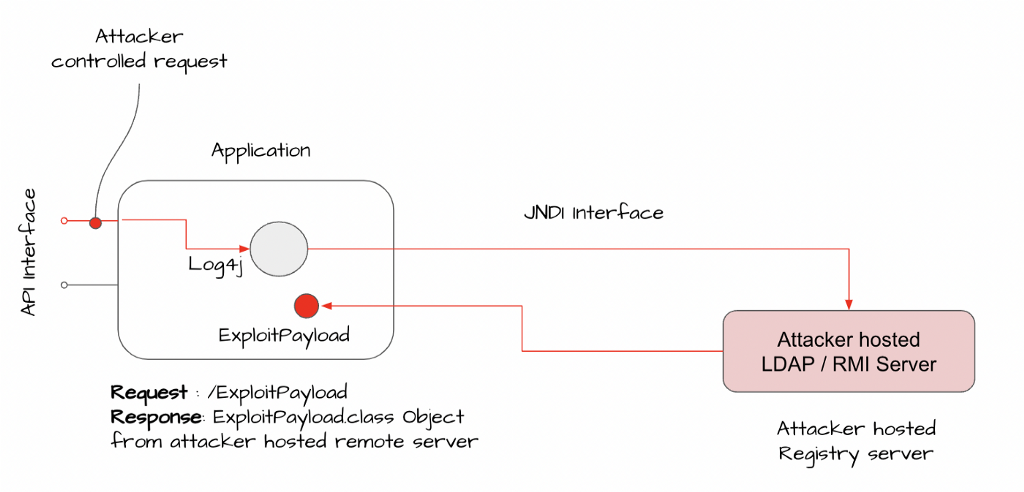 Attacker
controlled request
Application
API Interface
JNDI Interface
Log4j
ExploitPayload
Attacker hosted
LDAP / RMI Server
Request : /ExploitPayload
Response: ExploitPayload.class Object
from attacker hosted remote server
Attacker hosted
Registry server